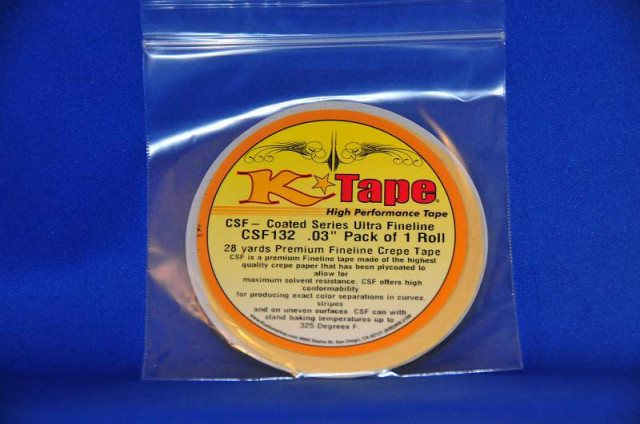 K Tape
High Performance Tape
CSF- Coated Series Ultra Fineline
CSF132 .03" Pack of 1 Roll
28 yards Premium Fineline Crepe Tape
CSF is a premium Fineline tape made of the highest
quality crepe paper that has been plycoated to
allow for
maximum solvent resistance. CSF offers high
conformability
for producing exact color separations in curves,
stripes
and on uneven surfaces. CSF can with
stand baking temperatures up to
325 Degrees F.
San Diego, CA